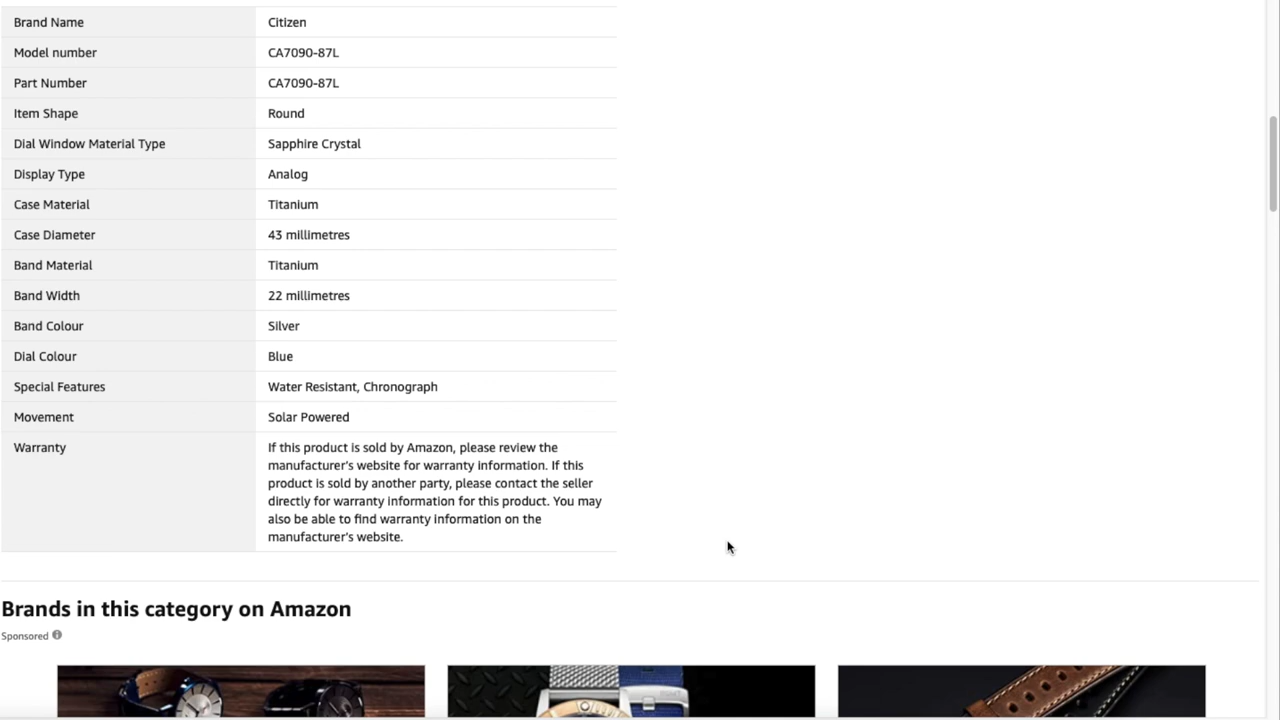 Brand Name Citizen
Model number CA7090-87L
Part Number CA7090-87L
Item Shape Round
Dial Window Material Type Sapphire Crystal
Display Type Analog
Case Material Titanium
Case Diameter 43 millimetres
Band Material Titanium
Band Width 22 millimetres
Band Colour Silver
Dial Colour Blue
Special Features Water Resistant, Chronograph
Movement Solar Powered
Warranty If this product is sold by Amazon, please review the
manufacturer's website for warranty information. If this
product is sold by another party, please contact the seller
directly for warranty information for this product. You may
also be able to find warranty information on the
manufacturer's website.
Brands in this category on Amazon
Sponsored